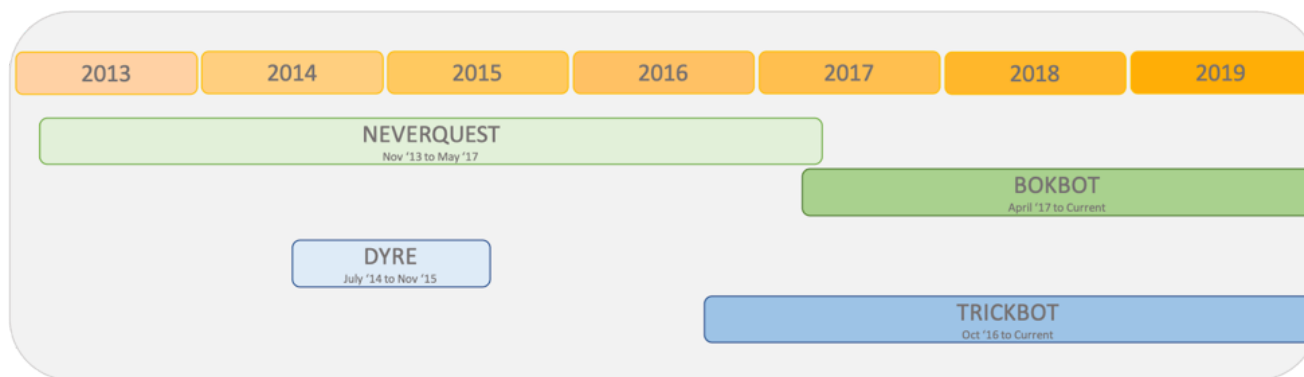 2013 2014 2015 2016 2017 2018 2019
NEVERQUEST
Nov '13 to May '17
BOKBOT
April '17 to Current
DYRE
July '14 to Nov '15
TRICKBOT
Oct '16 to Current